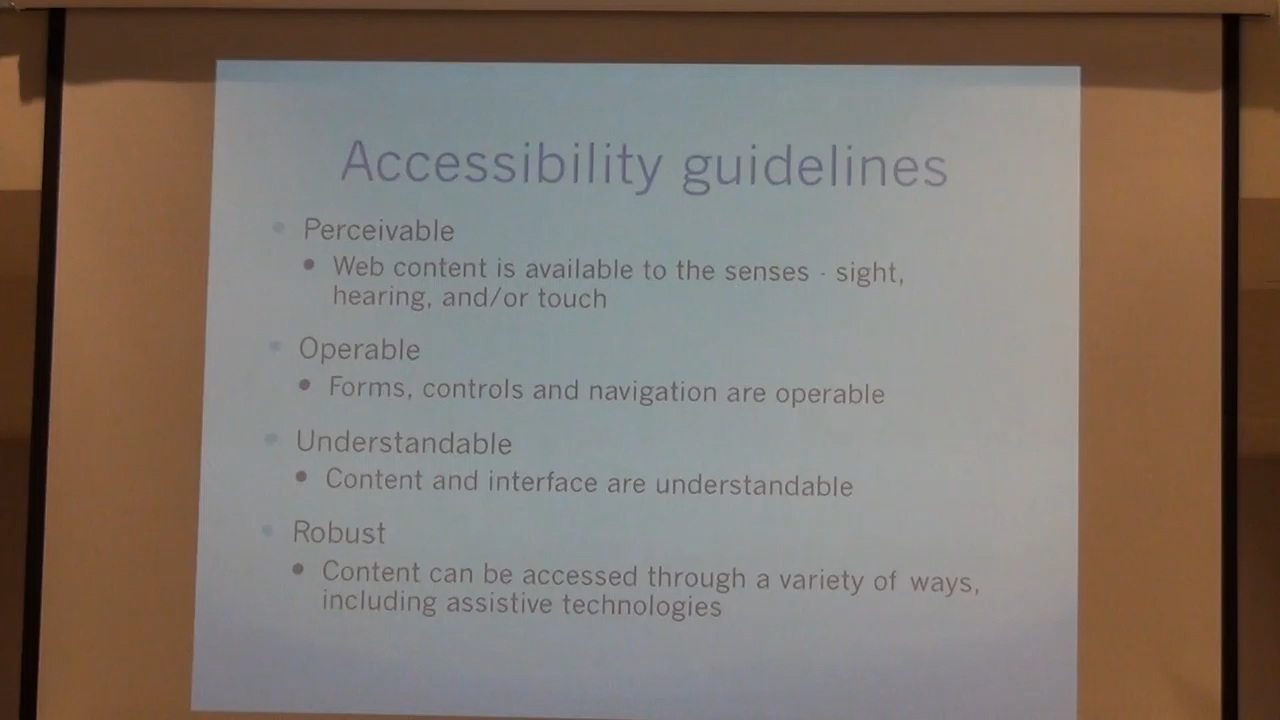 Accessibility guidelines
• Perceivable
• Web content is available to the senses - sight,
hearing, and/or touch
• Operable
• Forms, controls and navigation are operable
• Understandable
• Content and interface are understandable
• Robust
• Content can be accessed through a variety of ways,
including assistive technologies